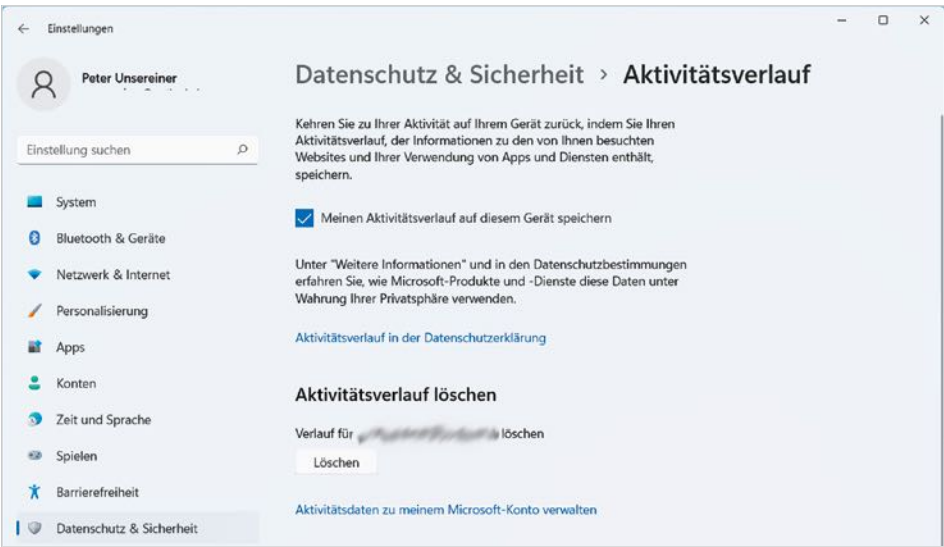 Einstellungen
Peter Unsereiner
Einstellung suchen
System
Bluetooth & Geräte
Netzwerk & Internet
Personalisierung
Apps
Konten
Zeit und Sprache
Spielen
Barrierefreiheit
Datenschutz & Sicherheit
Datenschutz & Sicherheit › Aktivitätsverlauf
Kehren Sie zu Ihrer Aktivität auf Ihrem Gerät zurück, indem Sie Ihren
Aktivitätsverlauf, der Informationen zu den von Ihnen besuchten
Websites und Ihrer Verwendung von Apps und Diensten enthält,
speichern.
Meinen Aktivitätsverlauf auf diesem Gerät speichern
Unter "Weitere Informationen" und in den Datenschutzbestimmungen
erfahren Sie, wie Microsoft-Produkte und -Dienste diese Daten unter
Wahrung Ihrer Privatsphäre verwenden.
Aktivitätsverlauf in der Datenschutzerklärung
Aktivitätsverlauf löschen
Verlauf für löschen
Löschen
Aktivitätsdaten zu meinem Microsoft-Konto verwalten